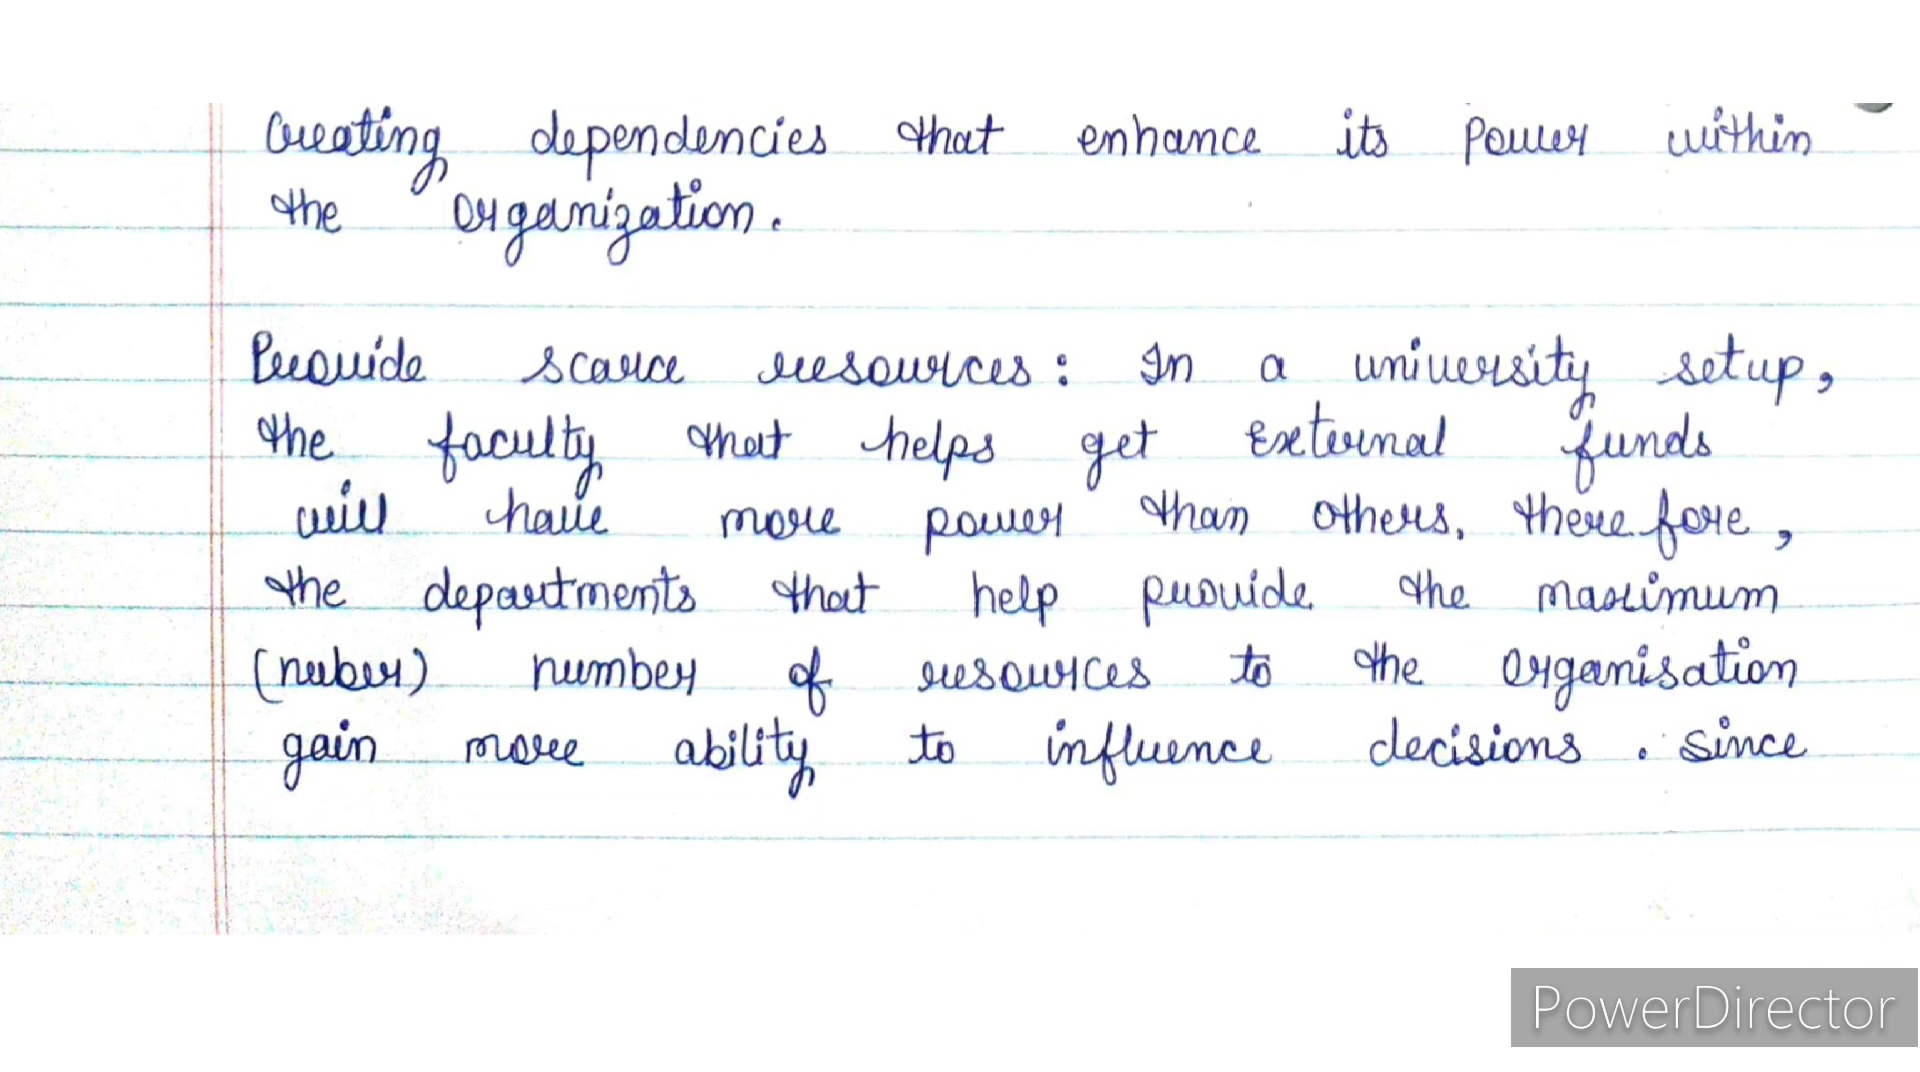 Creating dependencies that enhance its Power within
the organization.
Provide scarce resources: In a university setup,
the faculty that helps get External funds
will have more power than others. therefore,
the departments that help provide the maximum
(nuber) number of resources to the organisation
gain more ability to influence decisions. Since
PowerDirector